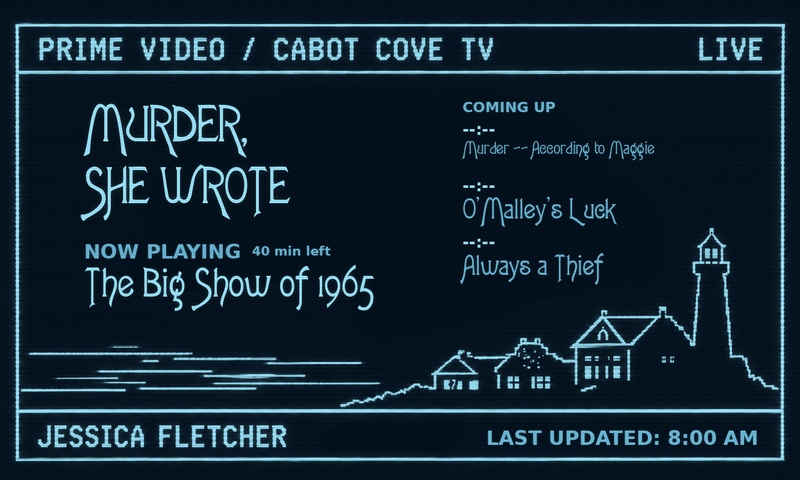 PRIME VIDEO / CABOT COVE TV
LIVE
MURDER,
SHE WROTE
NOW PLAYING 40 min left
The Big Show of 1965
COMING UP
--:--
Murder -- According to Maggie
--:--
O'Malley's Luck
--:--
Always a Thief
JESSICA FLETCHER
LAST UPDATED: 8:00 AM